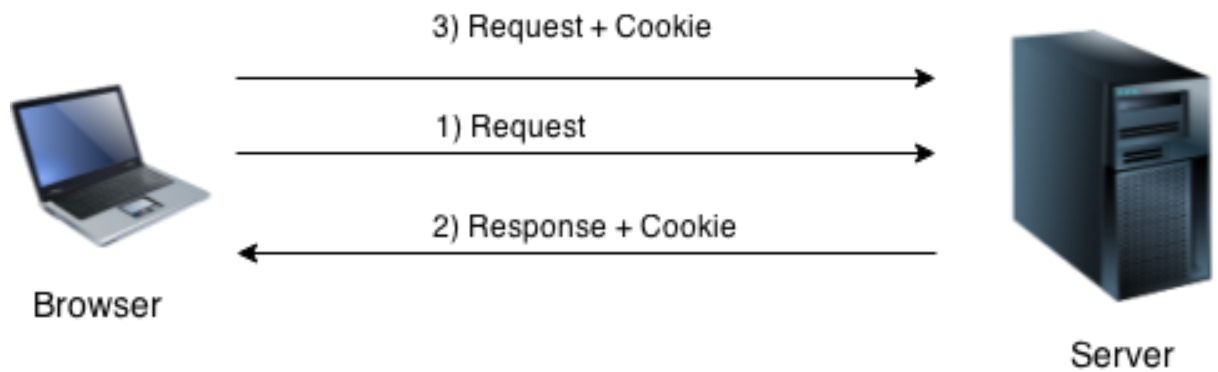 3) Request + Cookie
1) Request
2) Response + Cookie
Browser
Server